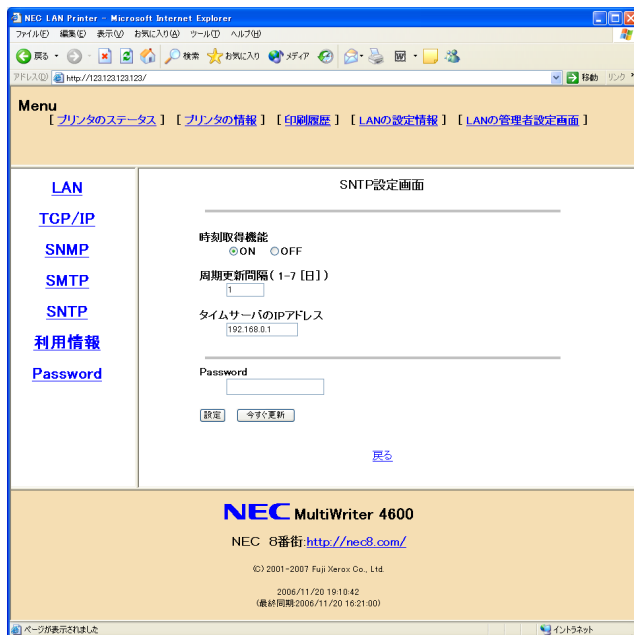 NEC LAN Printer - Microsoft Internet Explorer
ファイル(F) 編集(E) 表示(V) お気に入り(A) ツール(T) ヘルプ(H)
戻る 検索 お気に入り メディア
アドレス(D) http://123.123.123.123/ 移動 リンク »
Menu
[ プリンタのステータス ] [ プリンタの情報 ] [ 印刷履歴 ] [ LANの設定情報 ] [ LANの管理者設定画面 ]
LAN
TCP/IP
SNMP
SMTP
SNTP
利用情報
Password
SNTP設定画面
時刻取得機能
ON OFF
周期更新間隔( 1-7 [日] )
1
タイムサーバのIPアドレス
192.168.0.1
Password
設定 今すぐ更新
戻る
NEC MultiWriter 4600
NEC 8番街:http://nec8.com/
(C) 2001-2007 Fuji Xerox Co., Ltd.
2006/11/20 19:10:42
(最終同期:2006/11/20 16:21:00)
ページが表示されました イントラネット